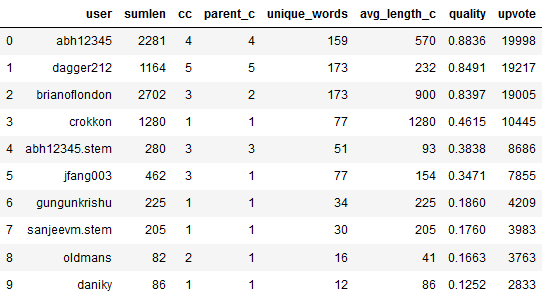 user sumlen cc parent_c unique_words avg_length_c quality upvote
0 abh12345 2281 4 4 159 570 0.8836 19998
1 dagger212 1164 5 5 173 232 0.8491 19217
2 brianoflondon 2702 3 2 173 900 0.8397 19005
3 crokkon 1280 1 1 77 1280 0.4615 10445
4 abh12345.stem 280 3 3 51 93 0.3838 8686
5 jfang003 462 3 1 77 154 0.3471 7855
6 gungunkrishu 225 1 1 34 225 0.1860 4209
7 sanjeevm.stem 205 1 1 30 205 0.1760 3983
8 oldmans 82 2 1 16 41 0.1663 3763
9 daniky 86 1 1 12 86 0.1252 2833